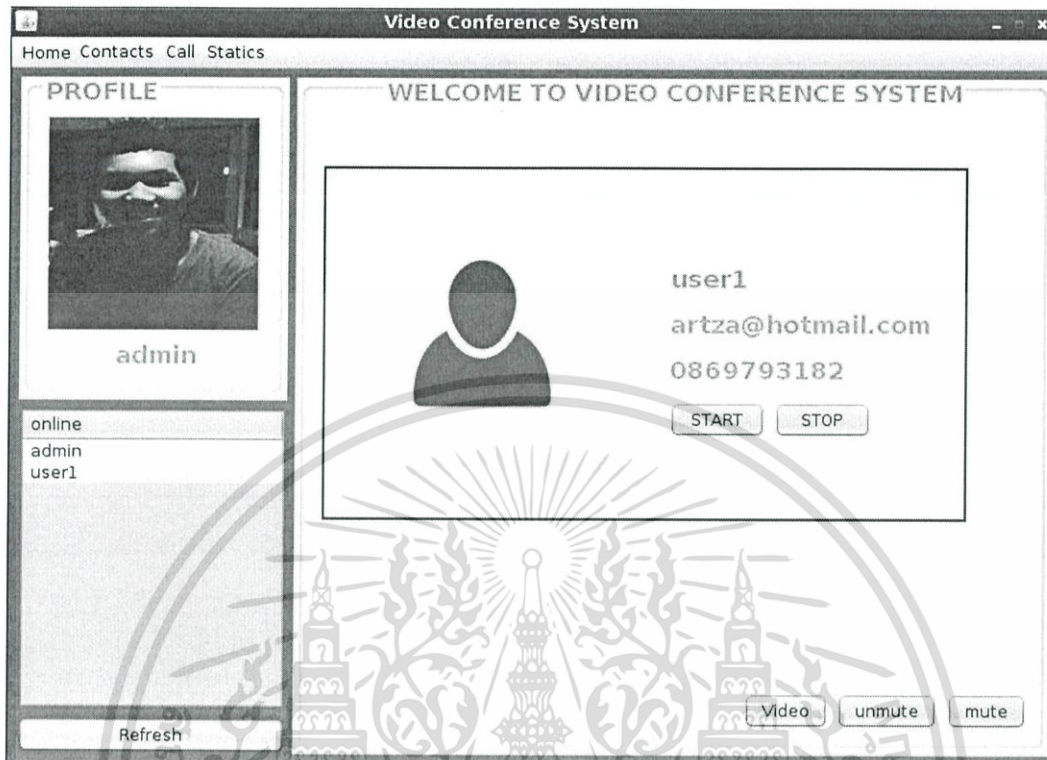 Video Conference System
Home Contacts Call Statics
PROFILE
admin
online
admin
user1
Refresh
WELCOME TO VIDEO CONFERENCE SYSTEM
user1
artza@hotmail.com
0869793182
START STOP
Video unmute mute